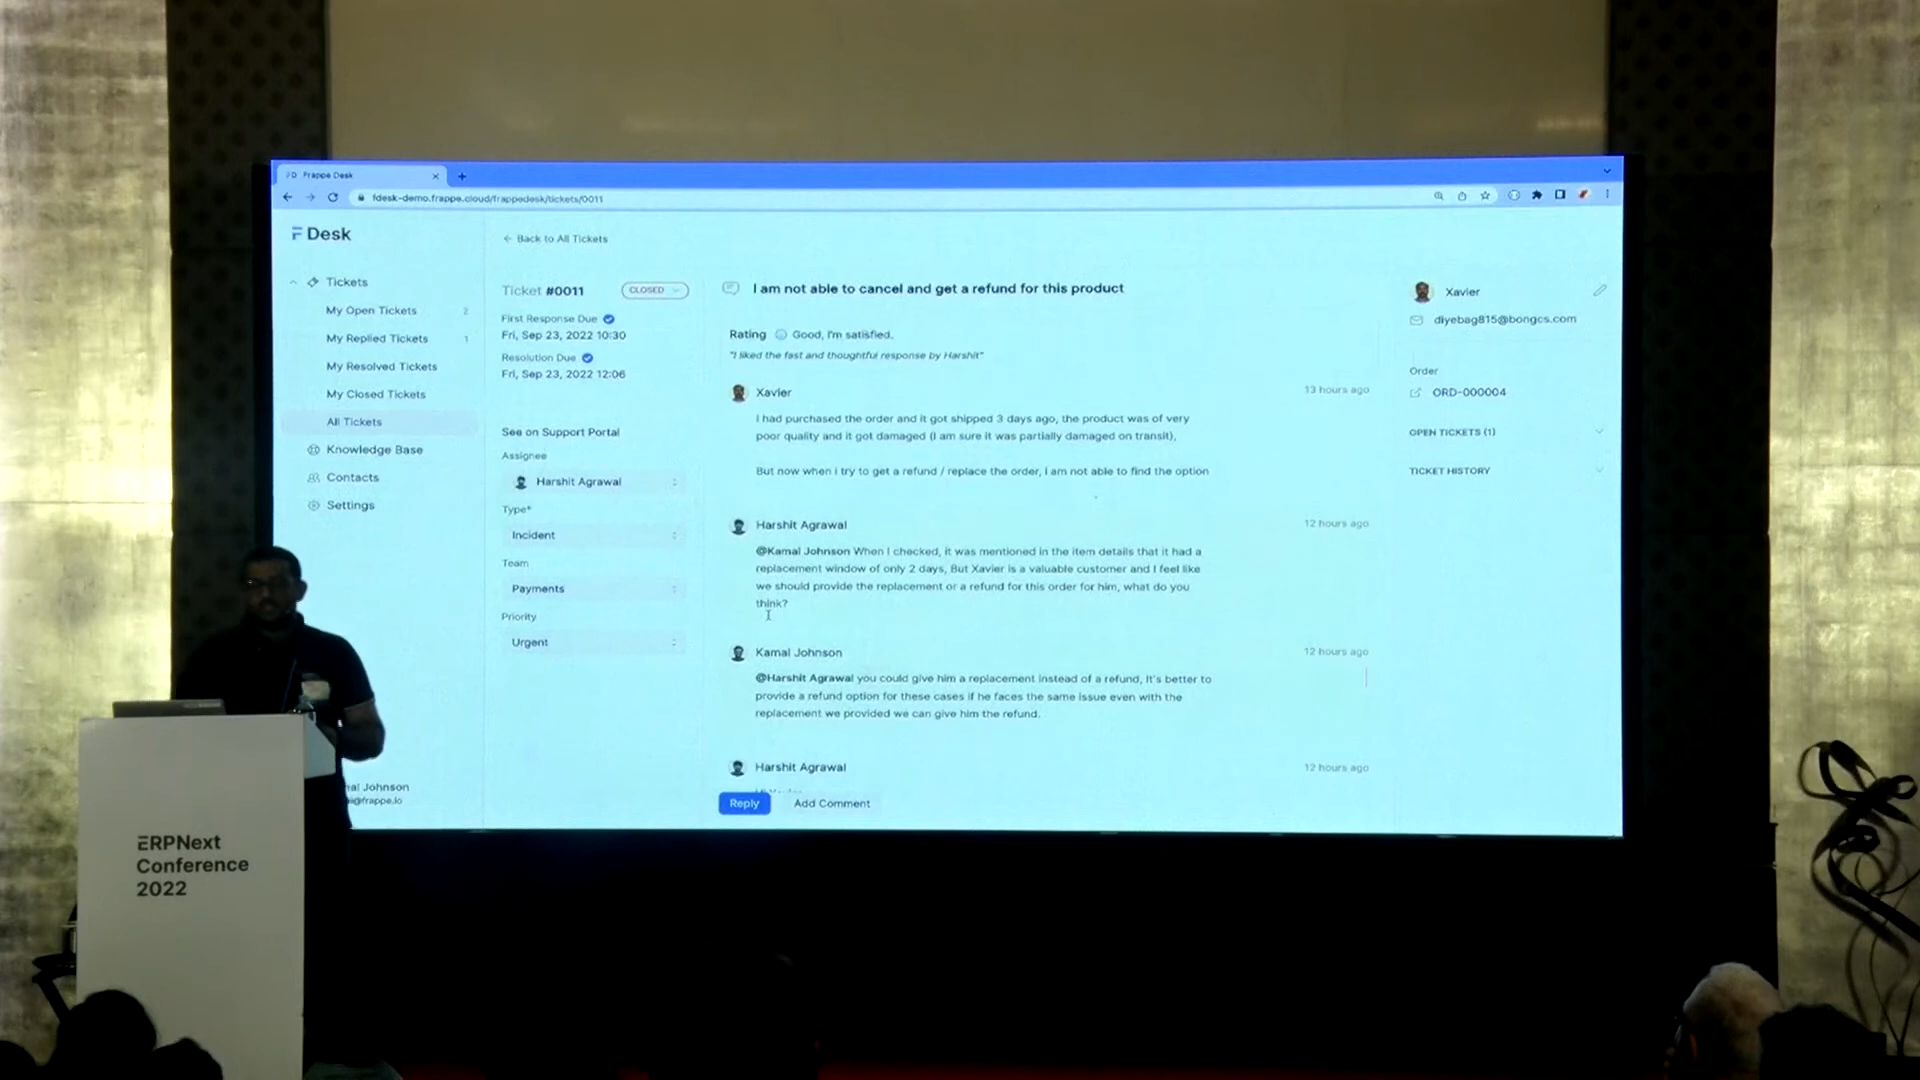 Frappe Desk
fdesk-demo.frappe.cloud/frappedesk/tickets/0011
Desk
Tickets
My Open Tickets 2
My Replied Tickets 1
My Resolved Tickets
My Closed Tickets
All Tickets
Knowledge Base
Contacts
Settings
al Johnson
@frappe.io
← Back to All Tickets
Ticket #0011 CLOSED
First Response Due
Fri, Sep 23, 2022 10:30
Resolution Due
Fri, Sep 23, 2022 12:06
See on Support Portal
Assignee
Harshit Agrawal
Type*
Incident
Team
Payments
Priority
Urgent
I am not able to cancel and get a refund for this product
Rating Good, I'm satisfied.
"I liked the fast and thoughtful response by Harshit"
Xavier 13 hours ago
I had purchased the order and it got shipped 3 days ago, the product was of very
poor quality and it got damaged (I am sure it was partially damaged on transit),
But now when i try to get a refund / replace the order, i am not able to find the option
Harshit Agrawal 12 hours ago
@Kamal Johnson When I checked, it was mentioned in the item details that it had a
replacement window of only 2 days, But Xavier is a valuable customer and I feel like
we should provide the replacement or a refund for this order for him, what do you
think?
Kamal Johnson 12 hours ago
@Harshit Agrawal you could give him a replacement instead of a refund, It's better to
provide a refund option for these cases if he faces the same issue even with the
replacement we provided we can give him the refund.
Harshit Agrawal 12 hours ago
Reply Add Comment
Xavier
diyebag815@bongcs.com
Order
ORD-000004
OPEN TICKETS (1)
TICKET HISTORY
ERPNext
Conference
2022